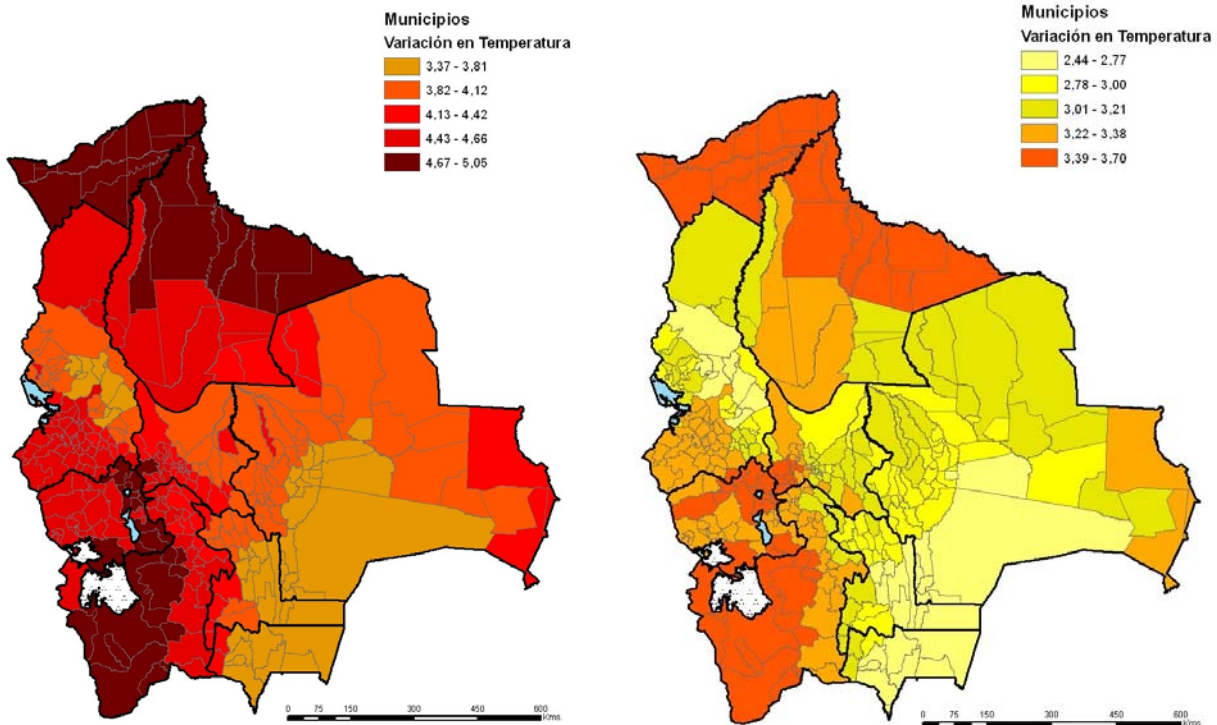 Municipios
Variación en Temperatura
3,37 - 3,81
3,82 - 4,12
4,13 - 4,42
4,43 - 4,66
4,67 - 5,05
0 75 150 300 450 600
Kms.
Municipios
Variación en Temperatura
2,44 - 2,77
2,78 - 3,00
3,01 - 3,21
3,22 - 3,38
3,39 - 3,70
0 75 150 300 450 600
Kms.